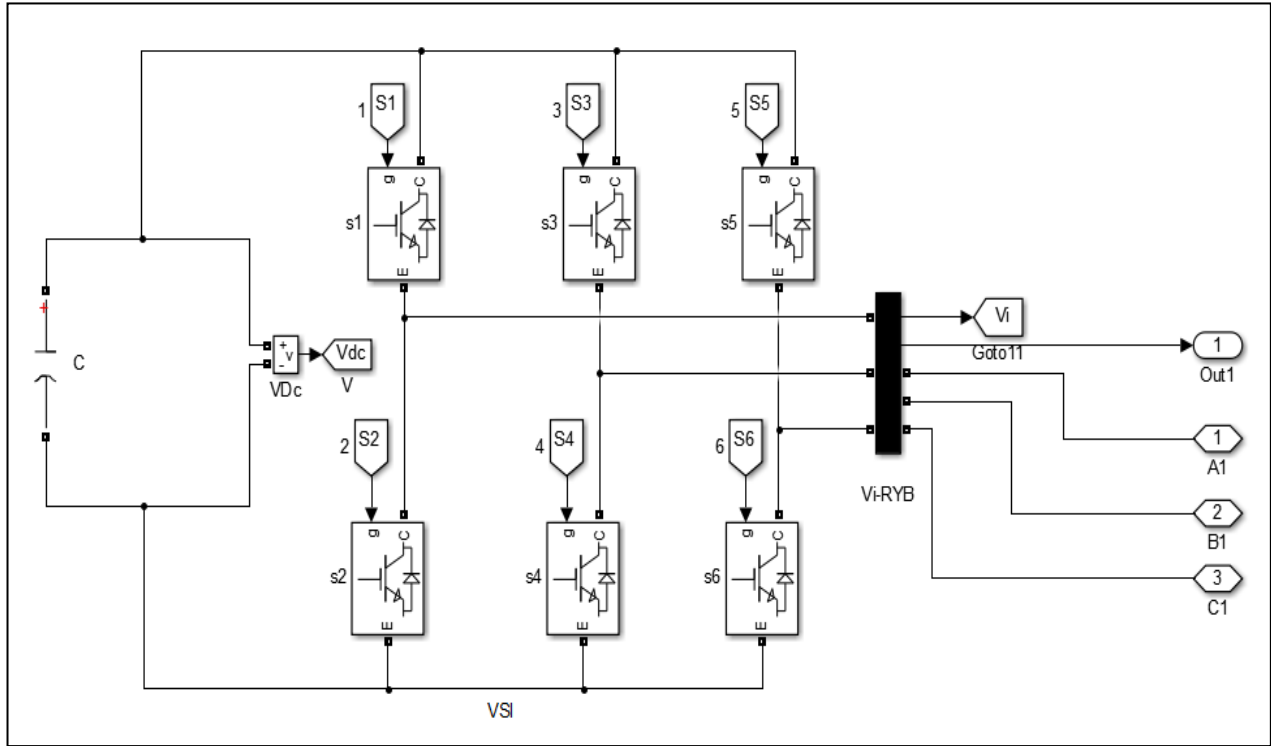 1
S1
3
S3
5
S5
g
C
g
C
g
C
s1
s3
s5
E
E
E
+
C
+
v
-
VDc
Vdc
V
Vi
Goto11
1
Out1
2
S2
4
S4
6
S6
1
A1
Vi-RYB
2
B1
g
C
g
C
g
C
s2
s4
s6
3
C1
E
E
E
VSI